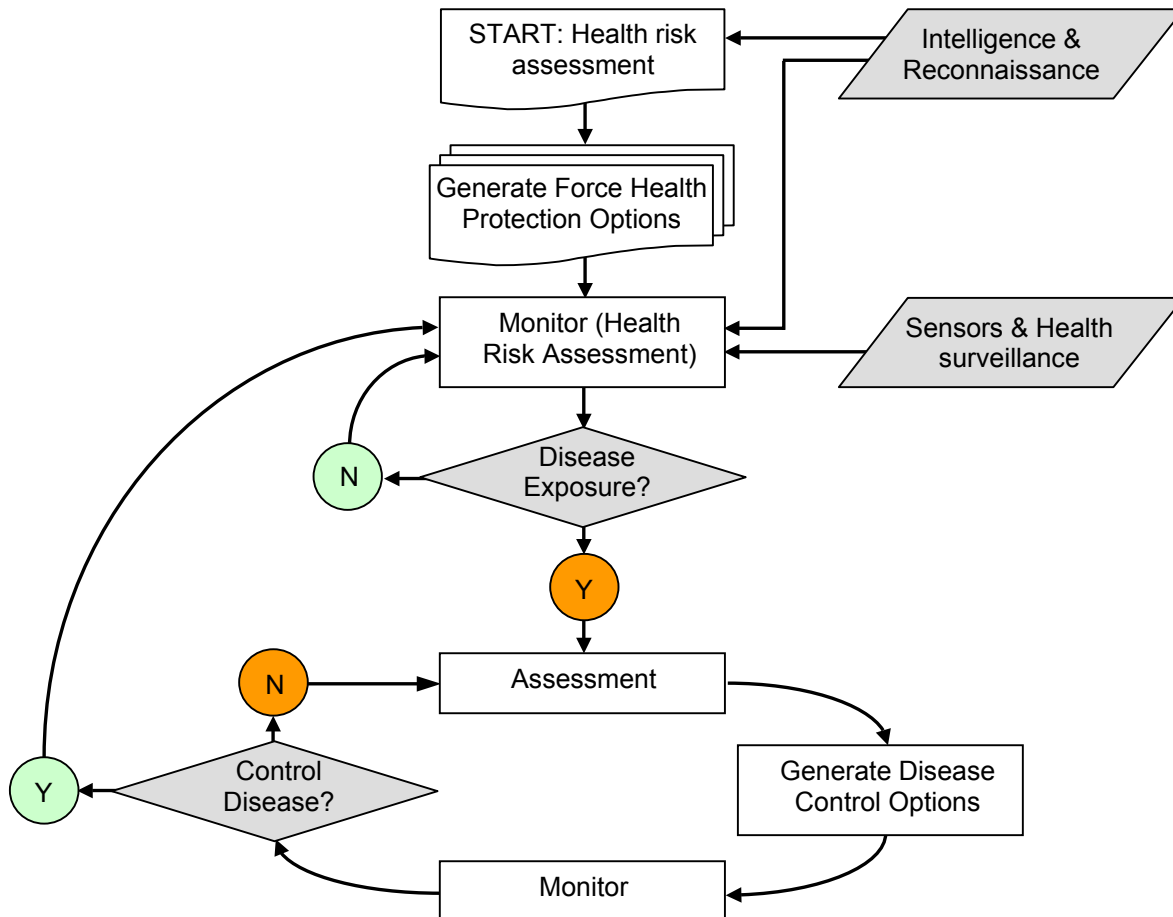 START: Health risk
assessment
Intelligence &
Reconnaissance
Generate Force Health
Protection Options
Monitor (Health
Risk Assessment)
Sensors & Health
surveillance
Disease
Exposure?
N
Y
N
Assessment
Control
Disease?
Y
Generate Disease
Control Options
Monitor